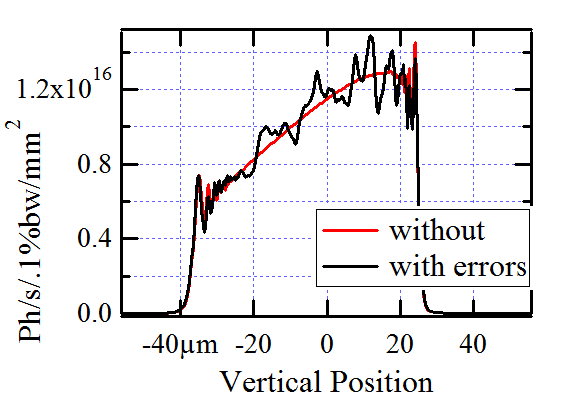 Ph/s/.1%bw/mm²
1.2x10¹⁶
0.8
0.4
0.0
without
with errors
-40µm -20 0 20 40
Vertical Position